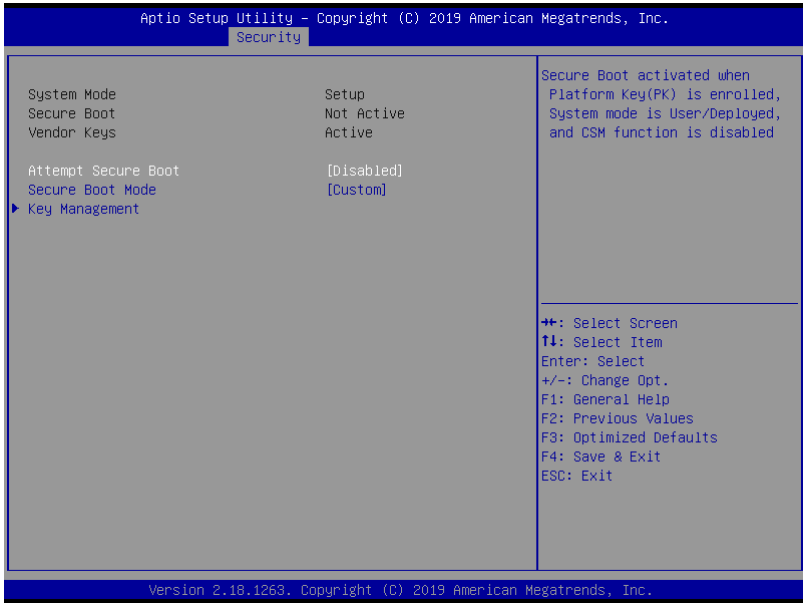 Aptio Setup Utility – Copyright (C) 2019 American Megatrends, Inc.
Security
System Mode Setup
Secure Boot Not Active
Vendor Keys Active
Attempt Secure Boot [Disabled]
Secure Boot Mode [Custom]
Key Management
Secure Boot activated when
Platform Key(PK) is enrolled,
System mode is User/Deployed,
and CSM function is disabled
→←: Select Screen
↑↓: Select Item
Enter: Select
+/-: Change Opt.
F1: General Help
F2: Previous Values
F3: Optimized Defaults
F4: Save & Exit
ESC: Exit
Version 2.18.1263. Copyright (C) 2019 American Megatrends, Inc.